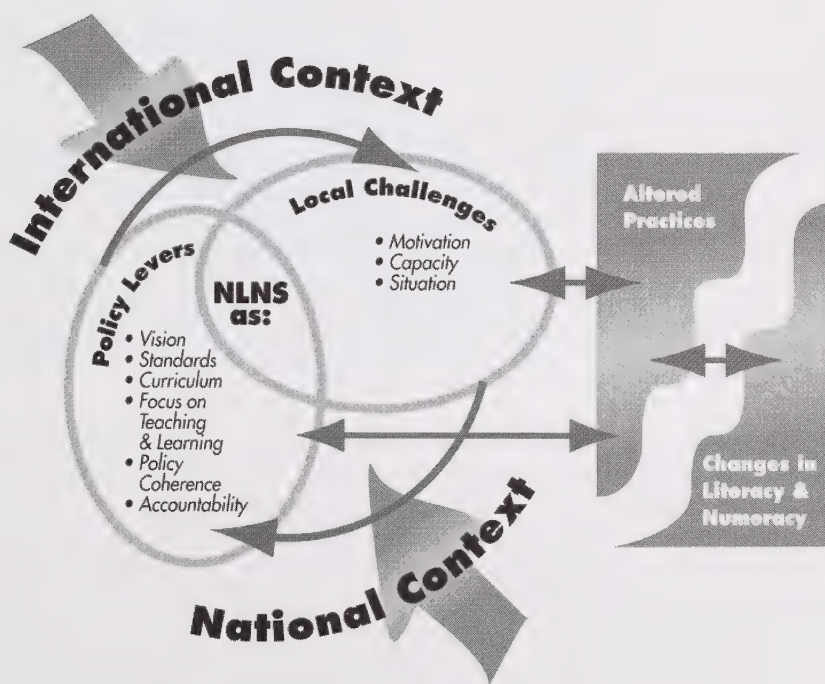 International Context
Local Challenges
• Motivation
• Capacity
• Situation
Policy Levers
NLNS
as:
• Vision
• Standards
• Curriculum
• Focus on
Teaching
& Learning
• Policy
Coherence
• Accountability
Altered
Practices
Changes in
Literacy &
Numeracy
National Context